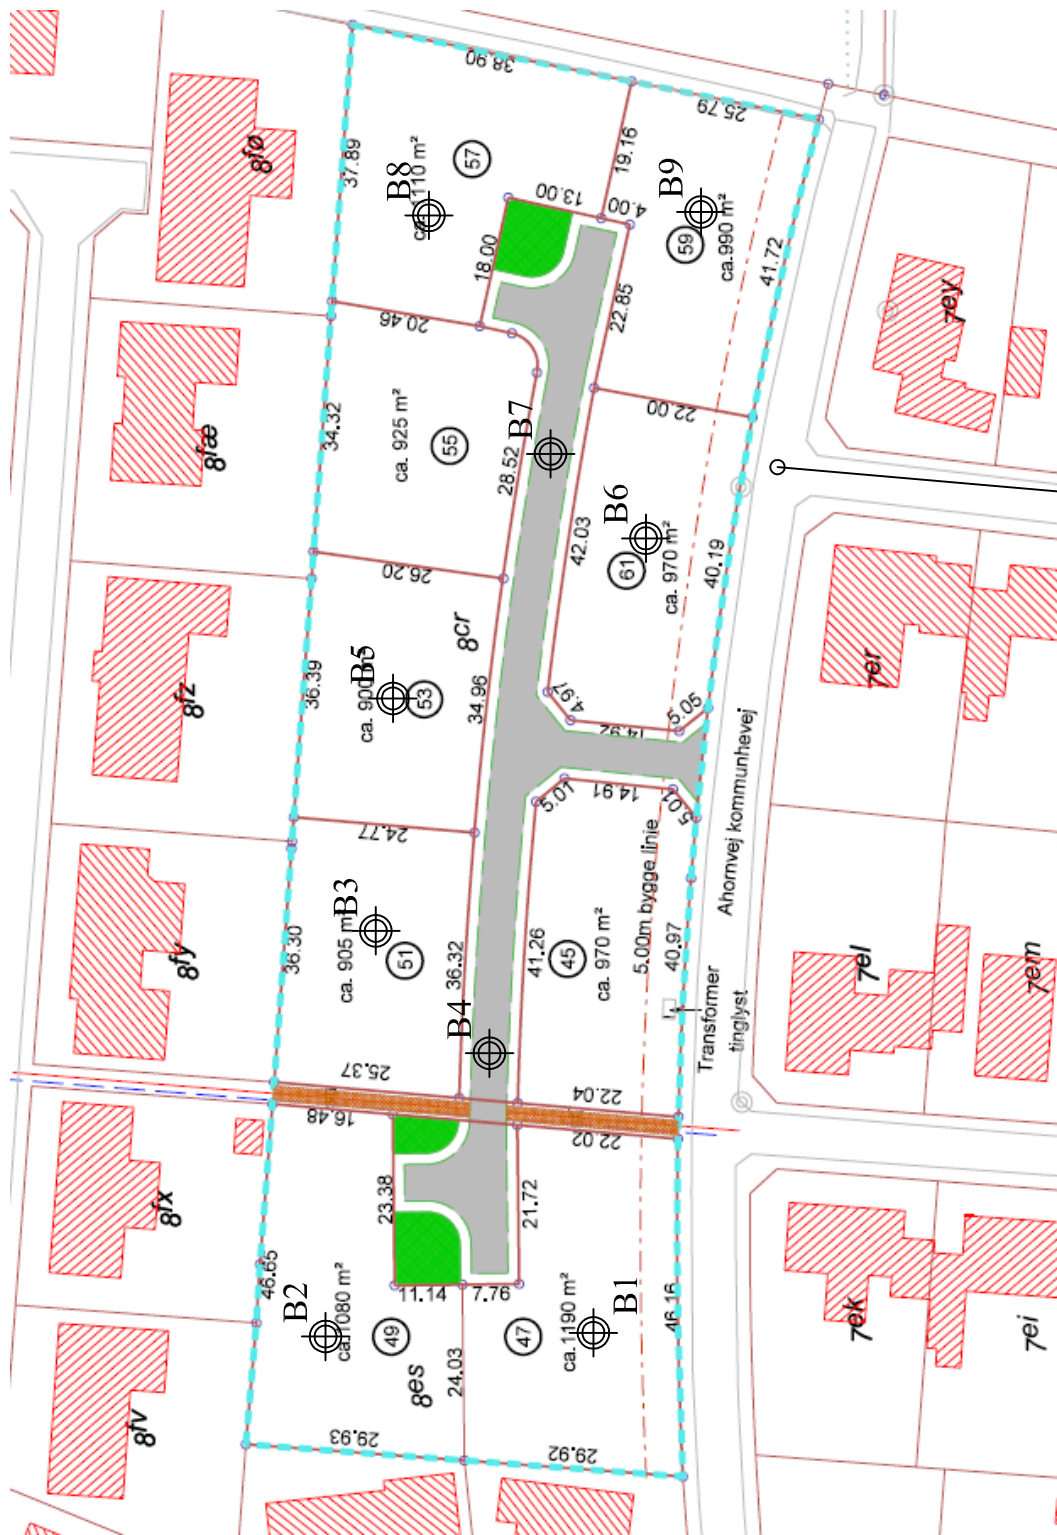 38.90
25.79
8fø
37.89
B8
ca. 1110 m²
57
19.16
13.00
4.00
B9
59
ca.990 m²
41.72
18.00
20.46
22.85
7ey
34.32
8fæ
ca. 925 m²
55
B7
28.52
22.00
42.03
B6
61
ca. 970 m²
40.19
26.20
8cr
36.39
B5
ca. 900 m²
53
8fz
34.96
4.97
14.92
5.05
7er
24.77
5.01
14.91
5.01
Ahornvej kommunhevej
5.00m bygge linie
B3
ca. 905 m²
51
36.30
8fy
36.32
41.26
45
ca. 970 m²
40.97
7el
7em
B4
Transformer
tinglyst
25.37
16.48
22.04
22.02
23.38
21.72
8fx
46.65
B2
ca.1080 m²
49
11.14
7.76
47
ca.1190 m²
B1
46.16
7ek
7ei
8es
24.03
8fv
29.93
29.92